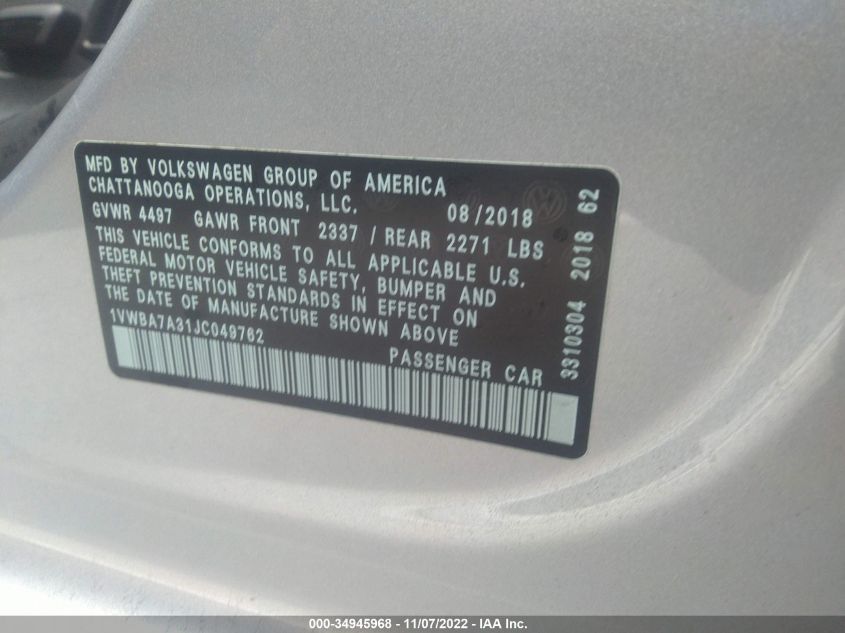 MFD BY VOLKSWAGEN GROUP OF AMERICA
CHATTANOOGA OPERATIONS, LLC. 08/2018
GVWR 4497 GAWR FRONT 2337 / REAR 2271 LBS
THIS VEHICLE CONFORMS TO ALL APPLICABLE U.S.
FEDERAL MOTOR VEHICLE SAFETY, BUMPER AND
THEFT PREVENTION STANDARDS IN EFFECT ON
THE DATE OF MANUFACTURE SHOWN ABOVE
1VWBA7A31JC049762
PASSENGER CAR
3310304 2018 62
000-34945968 - 11/07/2022 - IAA Inc.